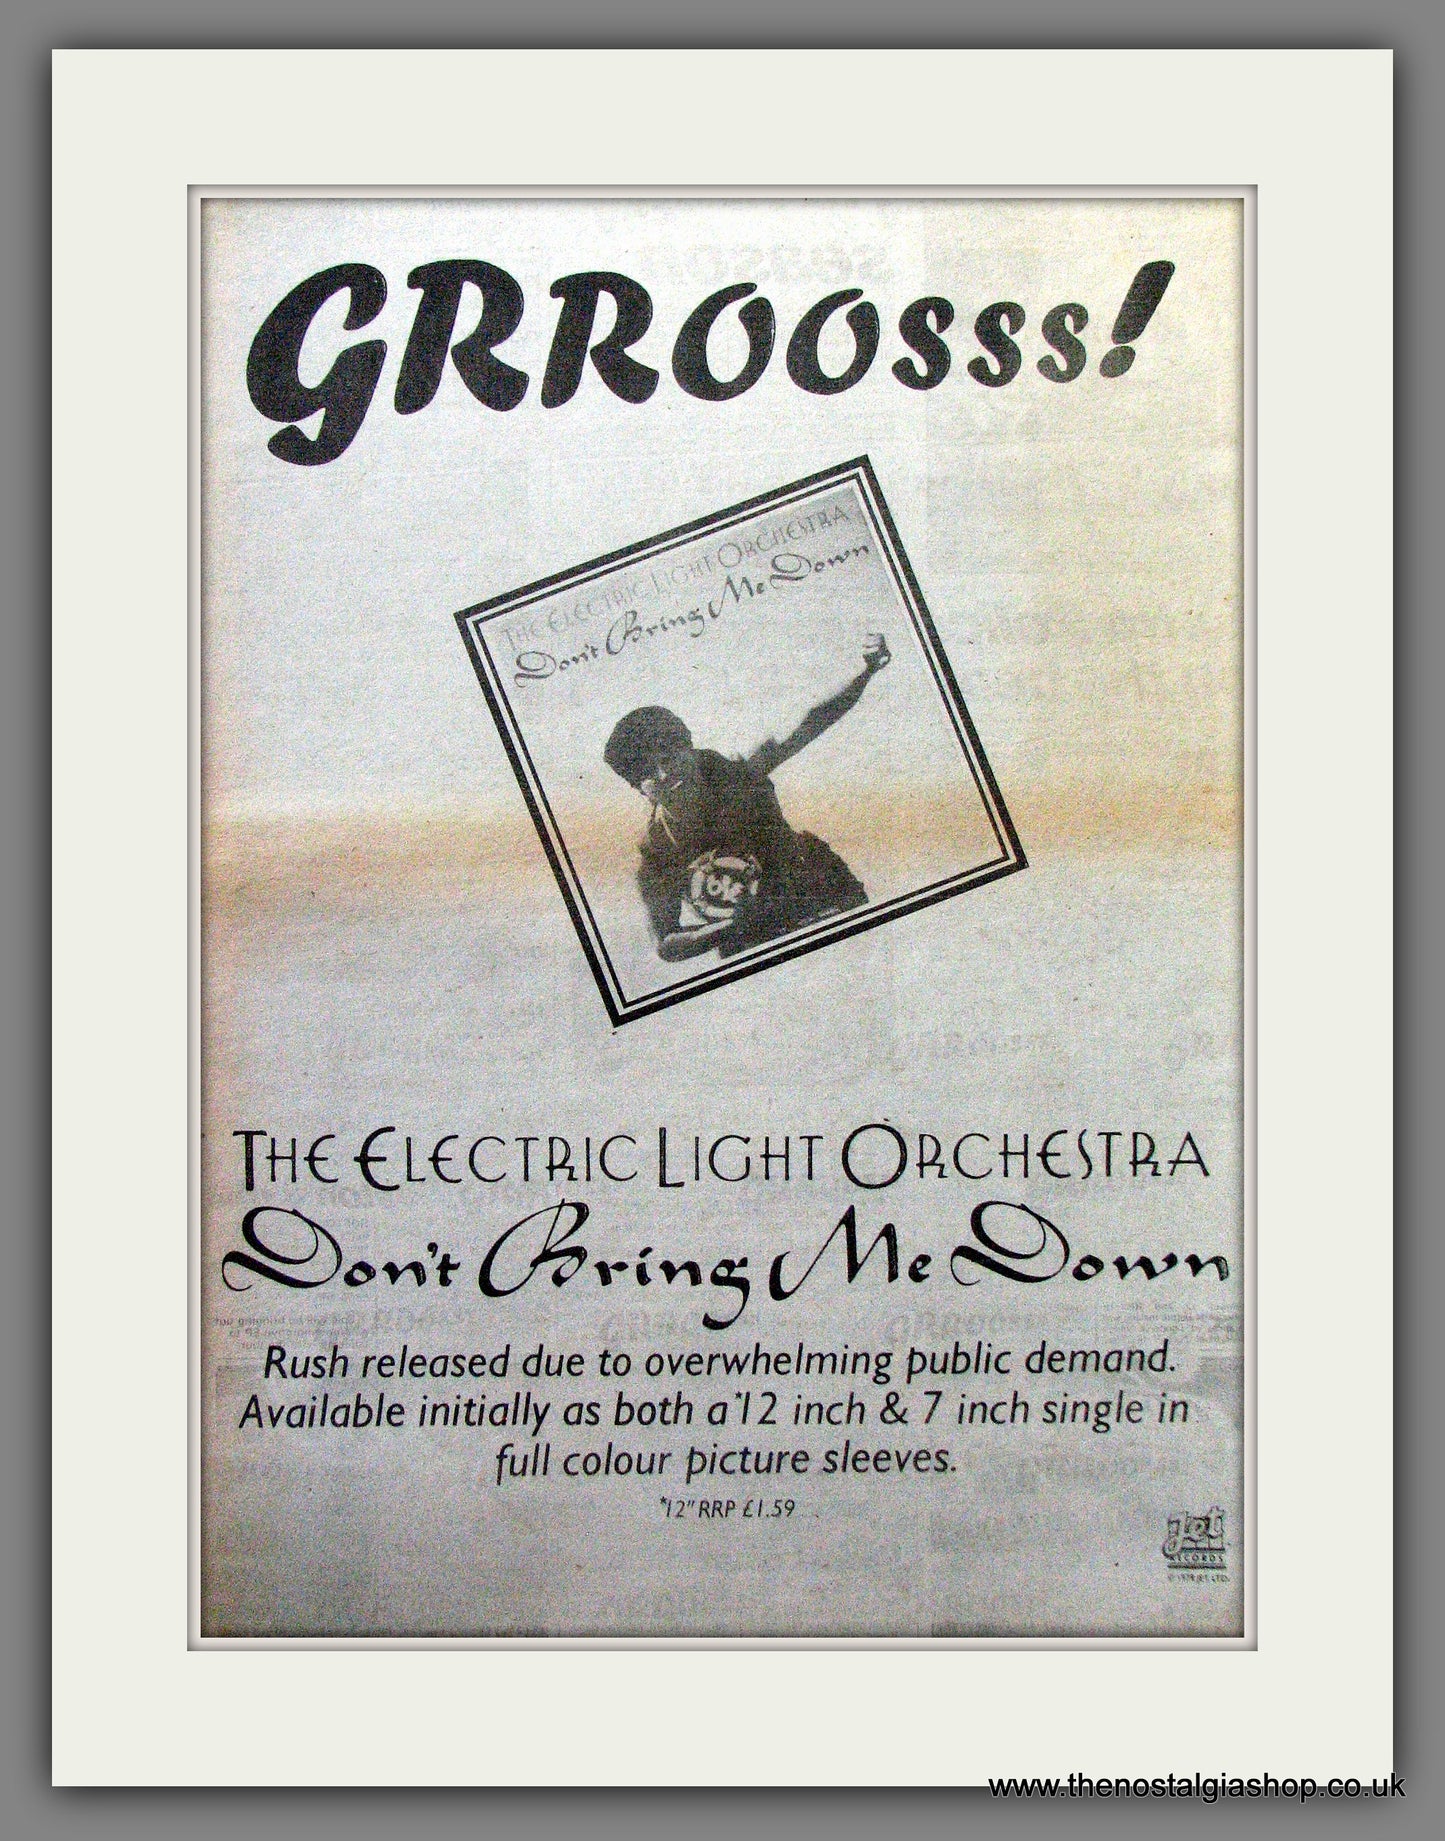 GRROOSSS!
THE ELECTRIC LIGHT ORCHESTRA
Don't Bring Me Down
THE ELECTRIC LIGHT ORCHESTRA
Don't Bring Me Down
Rush released due to overwhelming public demand.
Available initially as both a *12 inch & 7 inch single in
full colour picture sleeves.
*12" RRP £1.59
Jet
RECORDS
www.thenostalgiashop.co.uk